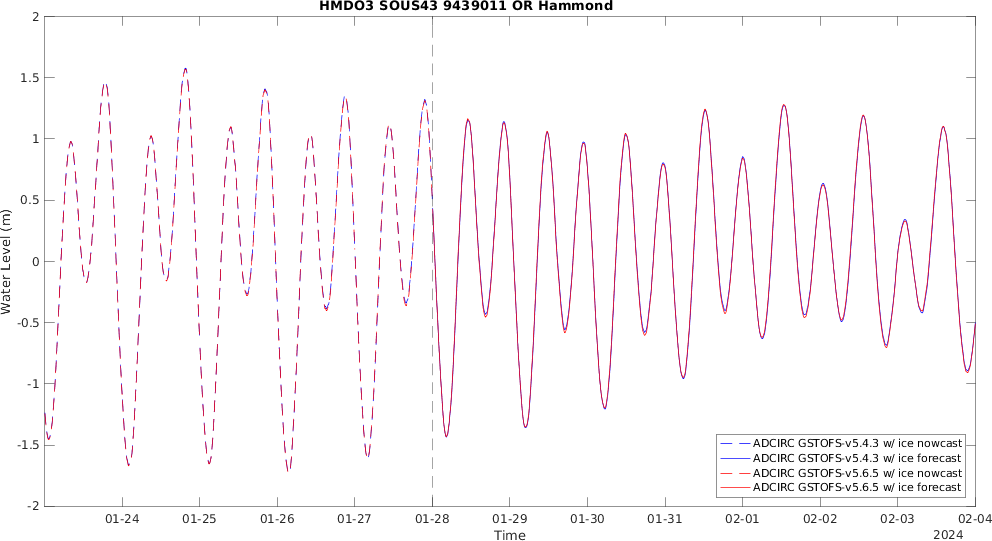 HMDO3 SOUS43 9439011 OR Hammond
2
1.5
1
0.5
0
-0.5
-1
-1.5
-2
Water Level (m)
01-24 01-25 01-26 01-27 01-28 01-29 01-30 01-31 02-01 02-02 02-03 02-04
Time
2024
ADCIRC GSTOFS-v5.4.3 w/ ice nowcast
ADCIRC GSTOFS-v5.4.3 w/ ice forecast
ADCIRC GSTOFS-v5.6.5 w/ ice nowcast
ADCIRC GSTOFS-v5.6.5 w/ ice forecast